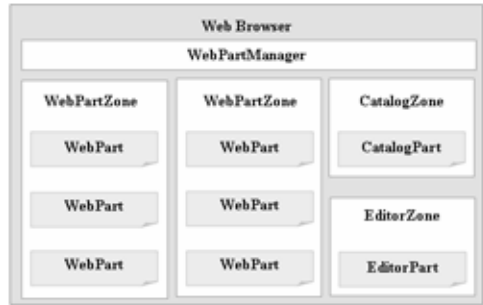 Web Browser
WebPartManager
WebPartZone
WebPart
WebPart
WebPart
WebPartZone
WebPart
WebPart
WebPart
CatalogZone
CatalogPart
EditorZone
EditorPart